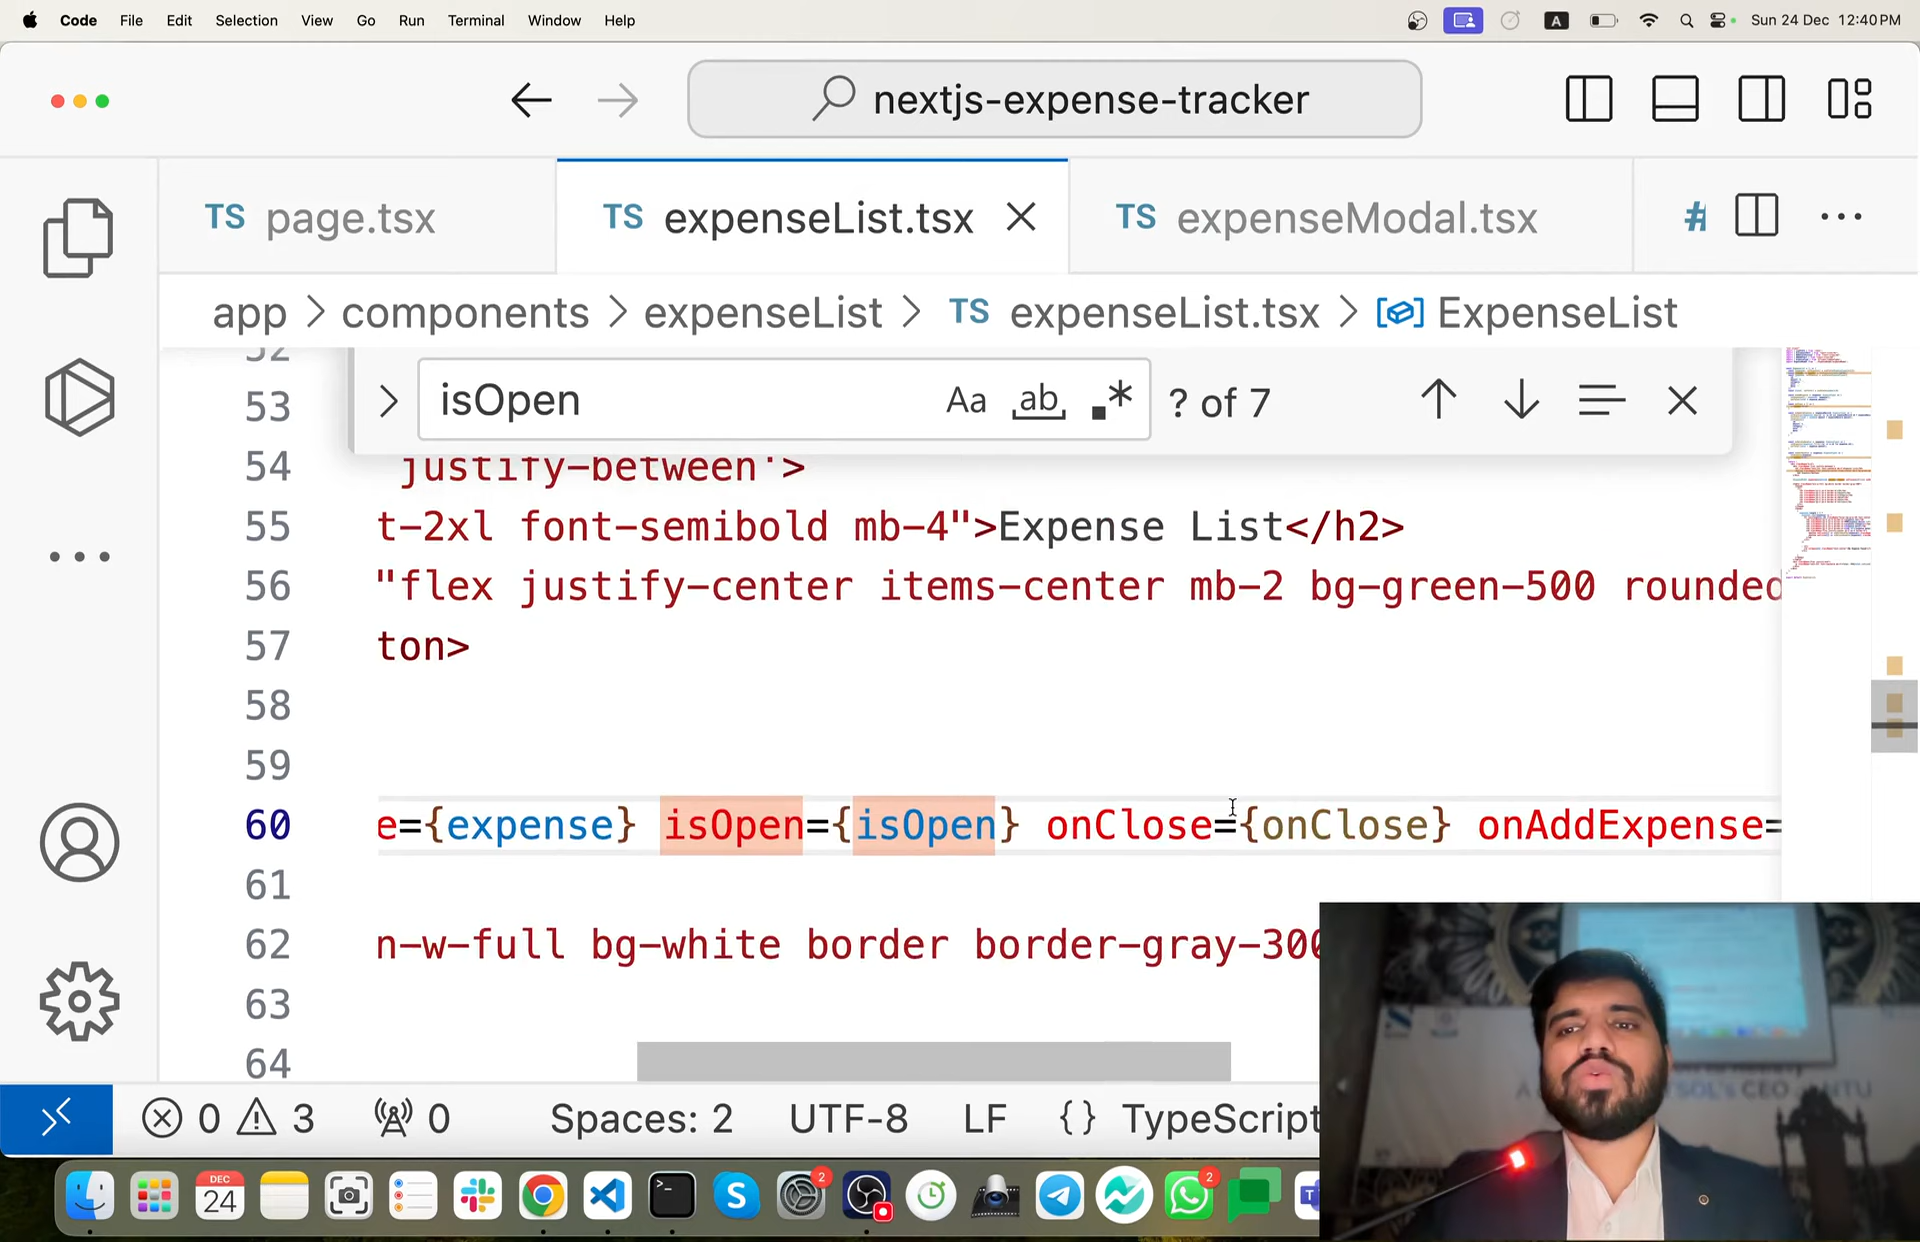 Code File Edit Selection View Go Run Terminal Window Help A Sun 24 Dec 12:40 PM
nextjs-expense-tracker
TS page.tsx TS expenseList.tsx TS expenseModal.tsx #
app > components > expenseList > TS expenseList.tsx > ExpenseList
52
isOpen Aa ab .* ? of 7
53
54 justify-between'>
55 t-2xl font-semibold mb-4">Expense List</h2>
56 "flex justify-center items-center mb-2 bg-green-500 rounded
57 ton>
58
59
60 e={expense} isOpen={isOpen} onClose={onClose} onAddExpense=
61
62 n-w-full bg-white border border-gray-300
63
64
0 3 0 Spaces: 2 UTF-8 LF {} TypeScript
DEC
24
2
2
S
T